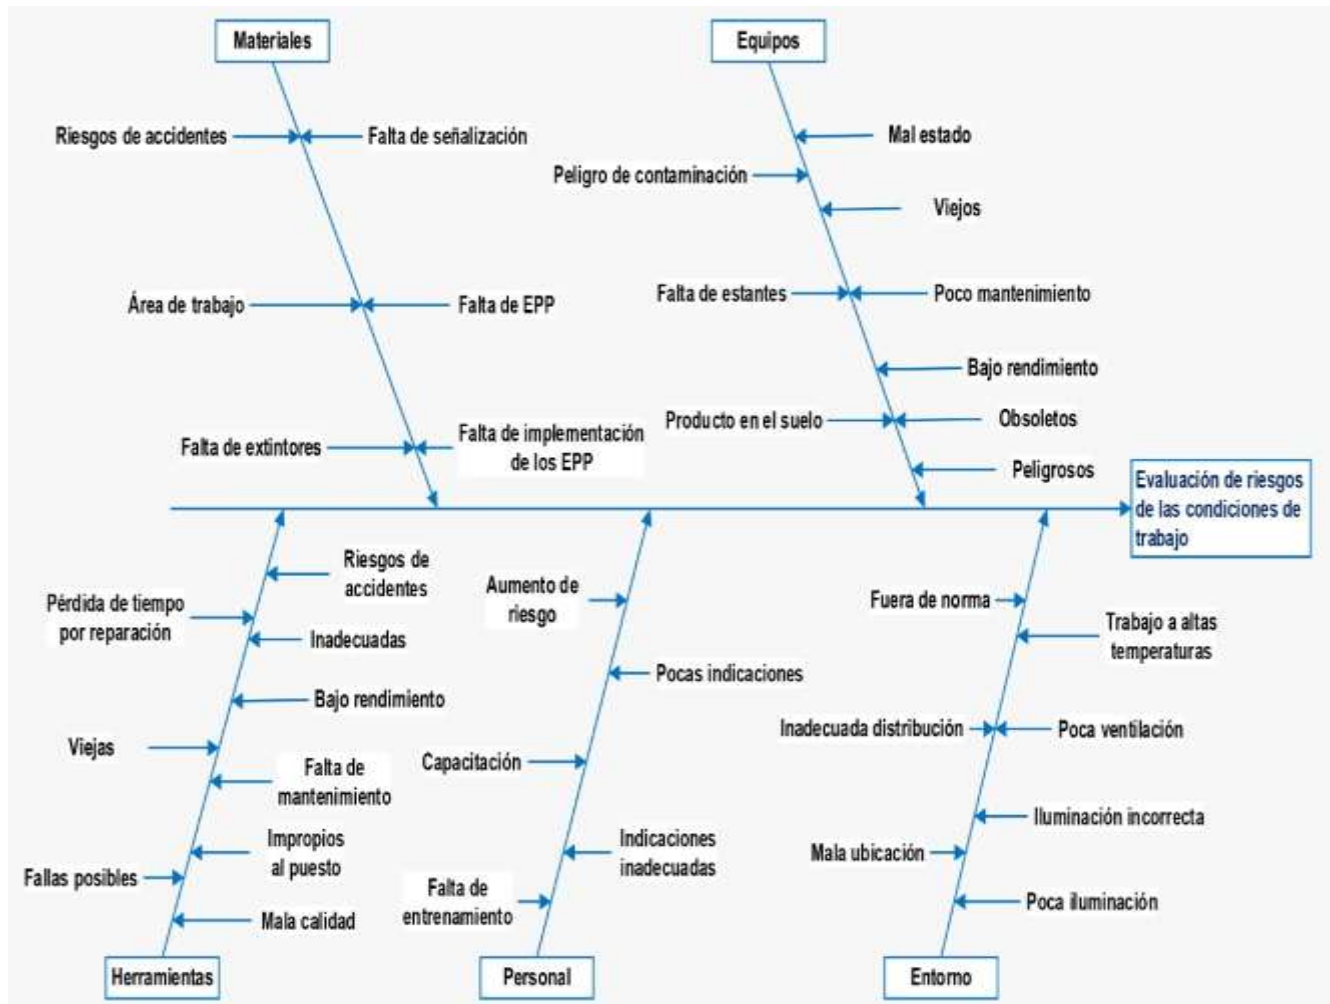 Materiales
Equipos
Riesgos de accidentes
Falta de señalización
Mal estado
Peligro de contaminación
Viejos
Área de trabajo
Falta de EPP
Falta de estantes
Poco mantenimiento
Bajo rendimiento
Producto en el suelo
Obsoletos
Falta de extintores
Falta de implementación
de los EPP
Peligrosos
Evaluación de riesgos
de las condiciones de
trabajo
Riesgos de
accidentes
Pérdida de tiempo
por reparación
Inadecuadas
Bajo rendimiento
Viejas
Falta de
mantenimiento
Impropios
al puesto
Fallas posibles
Mala calidad
Aumento de
riesgo
Pocas indicaciones
Capacitación
Indicaciones
inadecuadas
Falta de
entrenamiento
Fuera de norma
Trabajo a altas
temperaturas
Inadecuada distribución
Poca ventilación
Iluminación incorrecta
Mala ubicación
Poca iluminación
Herramientas
Personal
Entorno